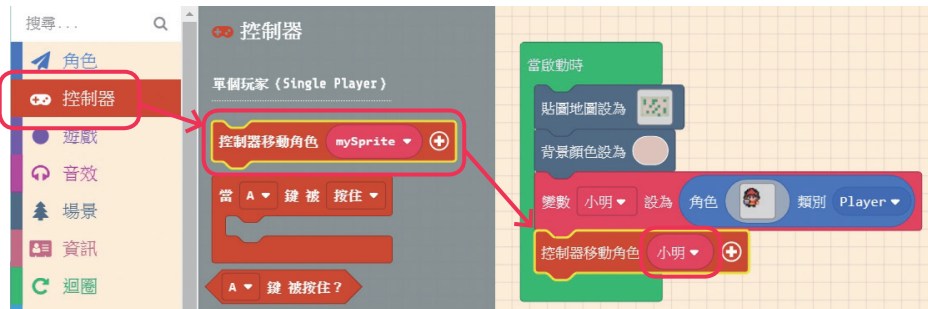 搜尋...
角色
控制器
遊戲
音效
場景
資訊
迴圈
控制器
單個玩家 (Single Player)
控制器移動角色 mySprite
當 A 鍵 被 按住
A 鍵 被按住?
當啟動時
貼圖地圖設為
背景顏色設為
變數 小明 設為 角色 類別 Player
控制器移動角色 小明